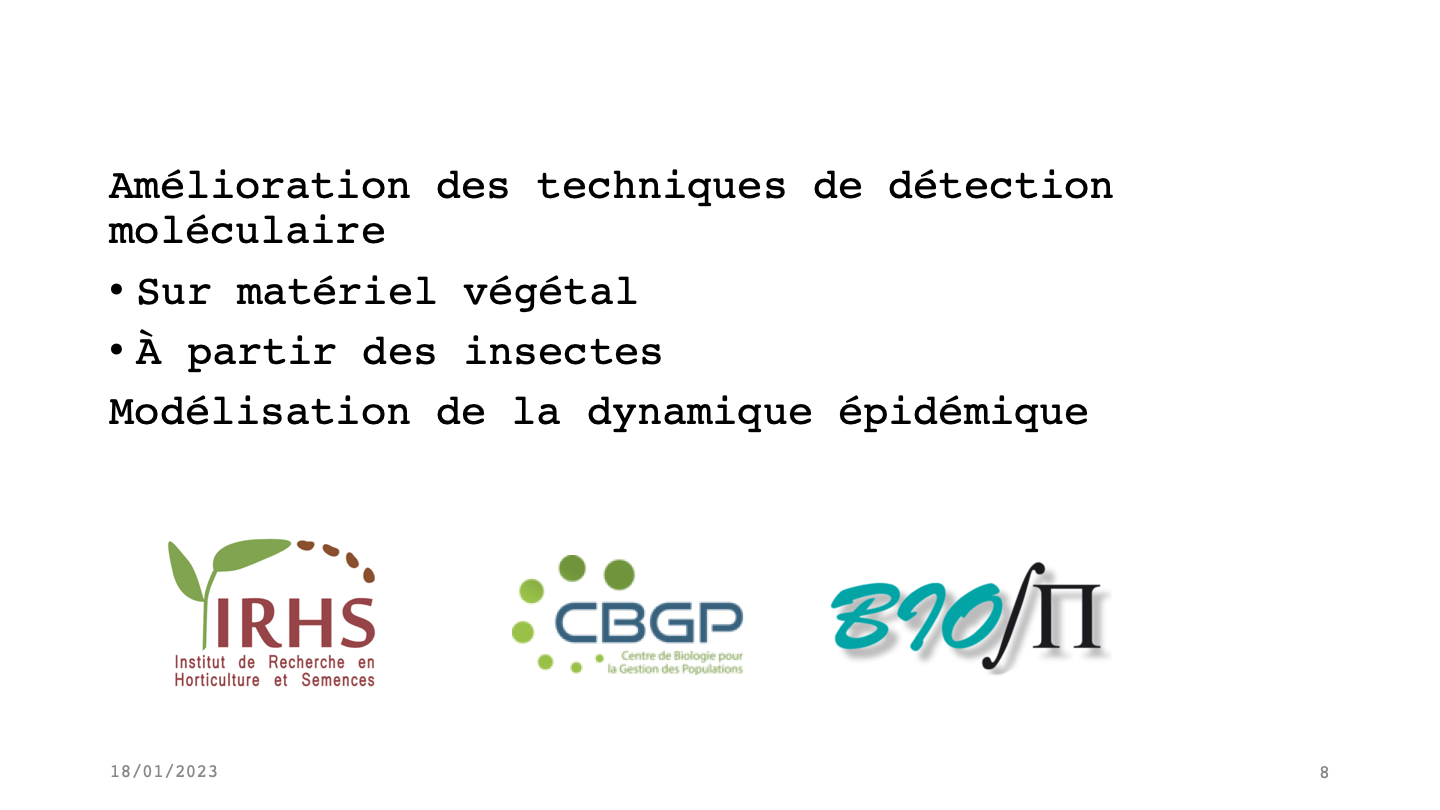 Amélioration des techniques de détection
moléculaire
• Sur matériel végétal
• À partir des insectes
Modélisation de la dynamique épidémique
IRHS
Institut de Recherche en
Horticulture et Semences
CBGP
Centre de Biologie pour
la Gestion des Populations
BIO∫Π
18/01/2023
8